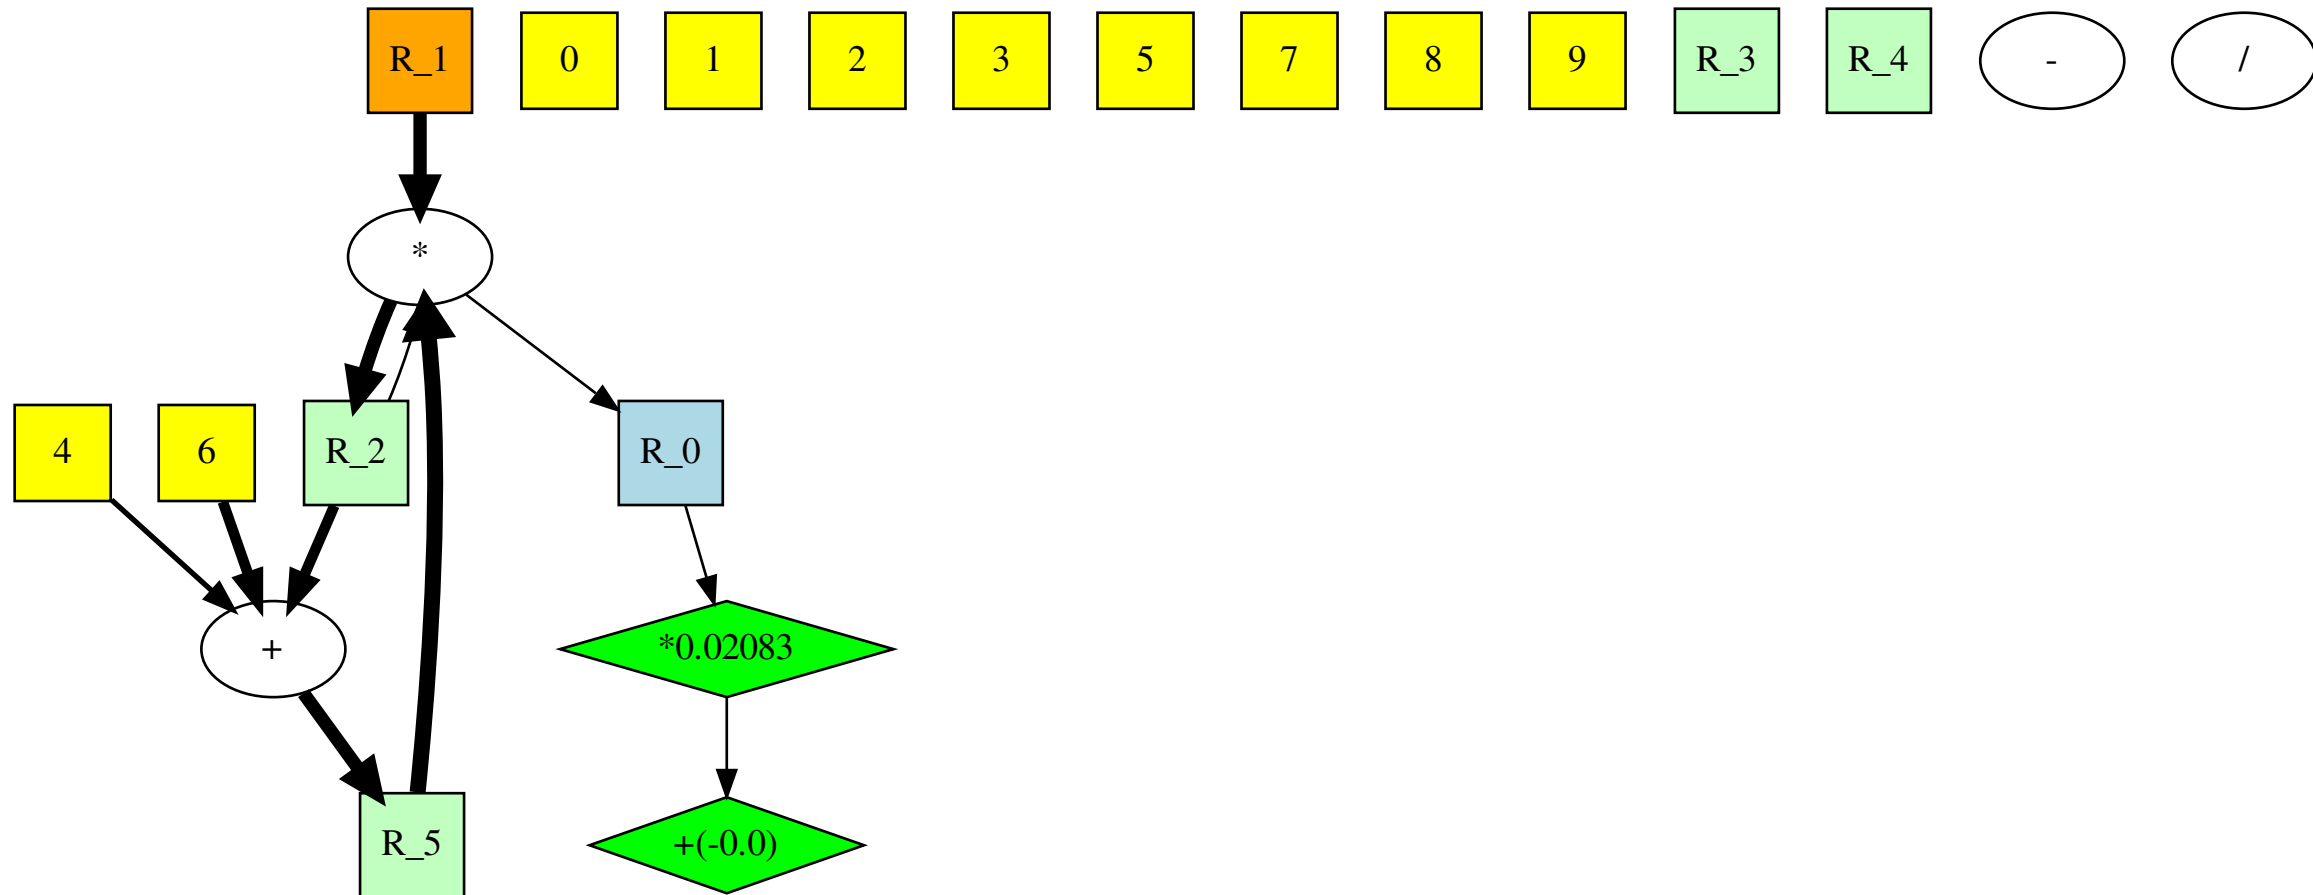 R_1 0 1 2 3 5 7 8 9 R_3 R_4 - /
*
4 6 R_2 R_0
+ *0.02083
R_5 +(-0.0)